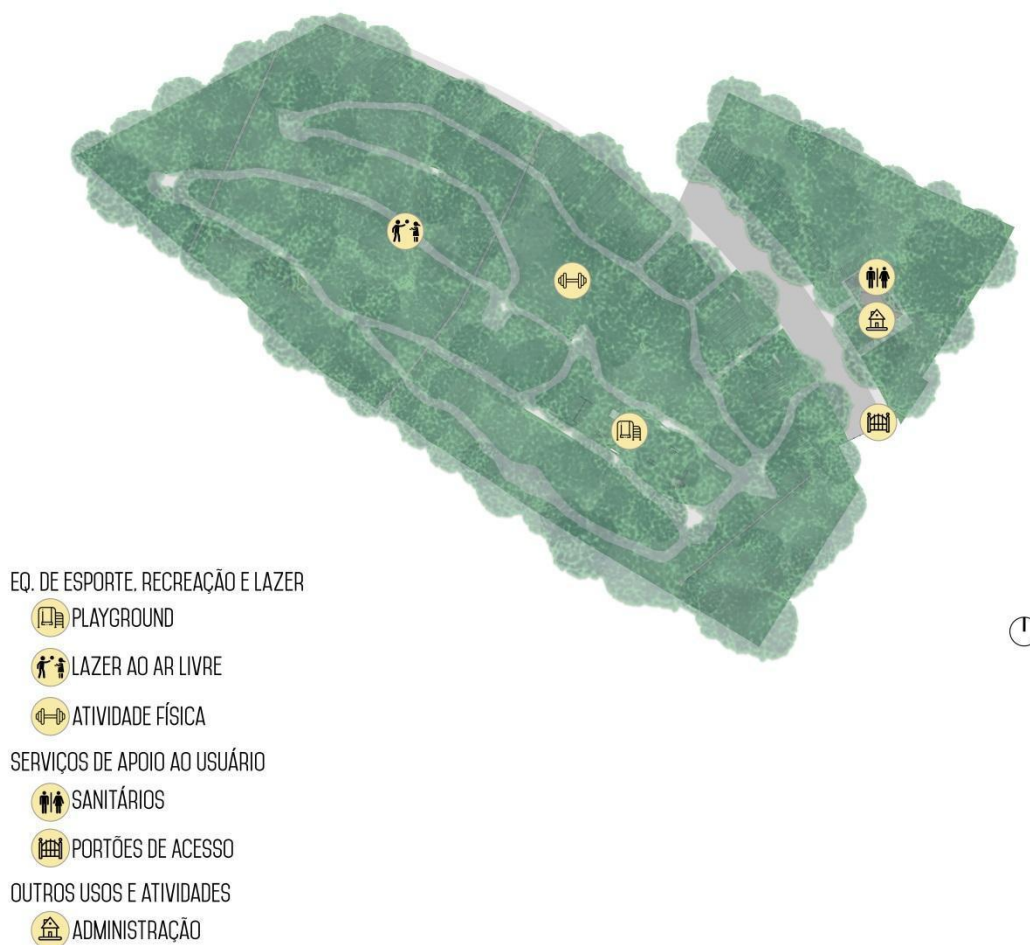 EQ. DE ESPORTE, RECREAÇÃO E LAZER
PLAYGROUND
LAZER AO AR LIVRE
ATIVIDADE FÍSICA
SERVIÇOS DE APOIO AO USUÁRIO
SANITÁRIOS
PORTÕES DE ACESSO
OUTROS USOS E ATIVIDADES
ADMINISTRAÇÃO